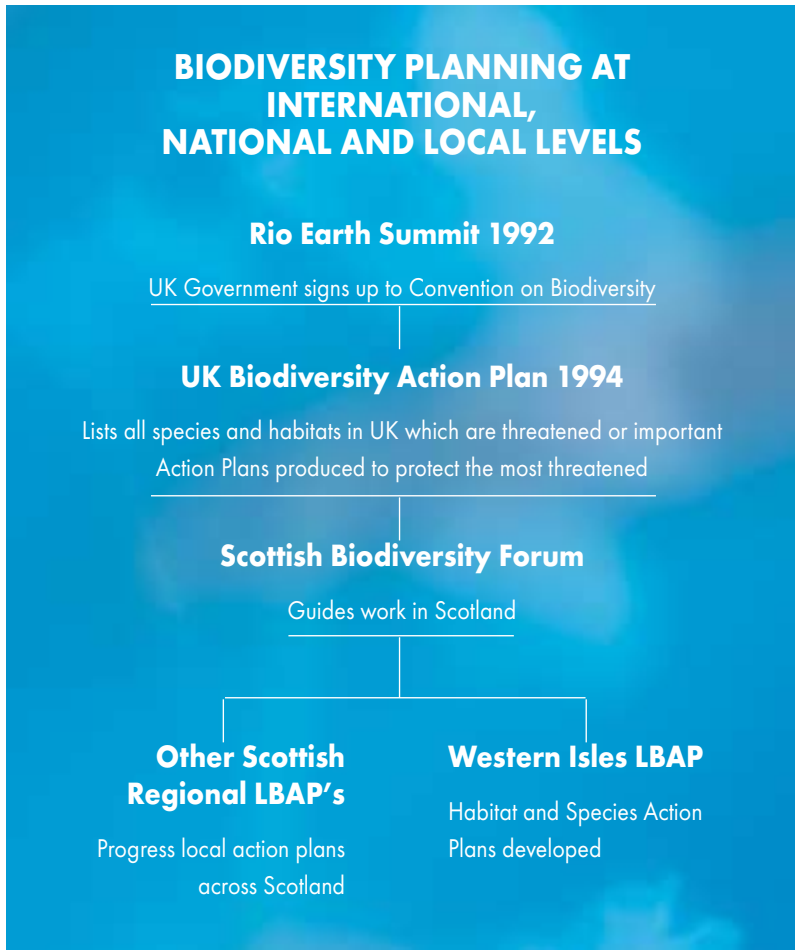 BIODIVERSITY PLANNING AT
INTERNATIONAL,
NATIONAL AND LOCAL LEVELS
Rio Earth Summit 1992
UK Government signs up to Convention on Biodiversity
UK Biodiversity Action Plan 1994
Lists all species and habitats in UK which are threatened or important
Action Plans produced to protect the most threatened
Scottish Biodiversity Forum
Guides work in Scotland
Other Scottish
Regional LBAP's
Progress local action plans
across Scotland
Western Isles LBAP
Habitat and Species Action
Plans developed